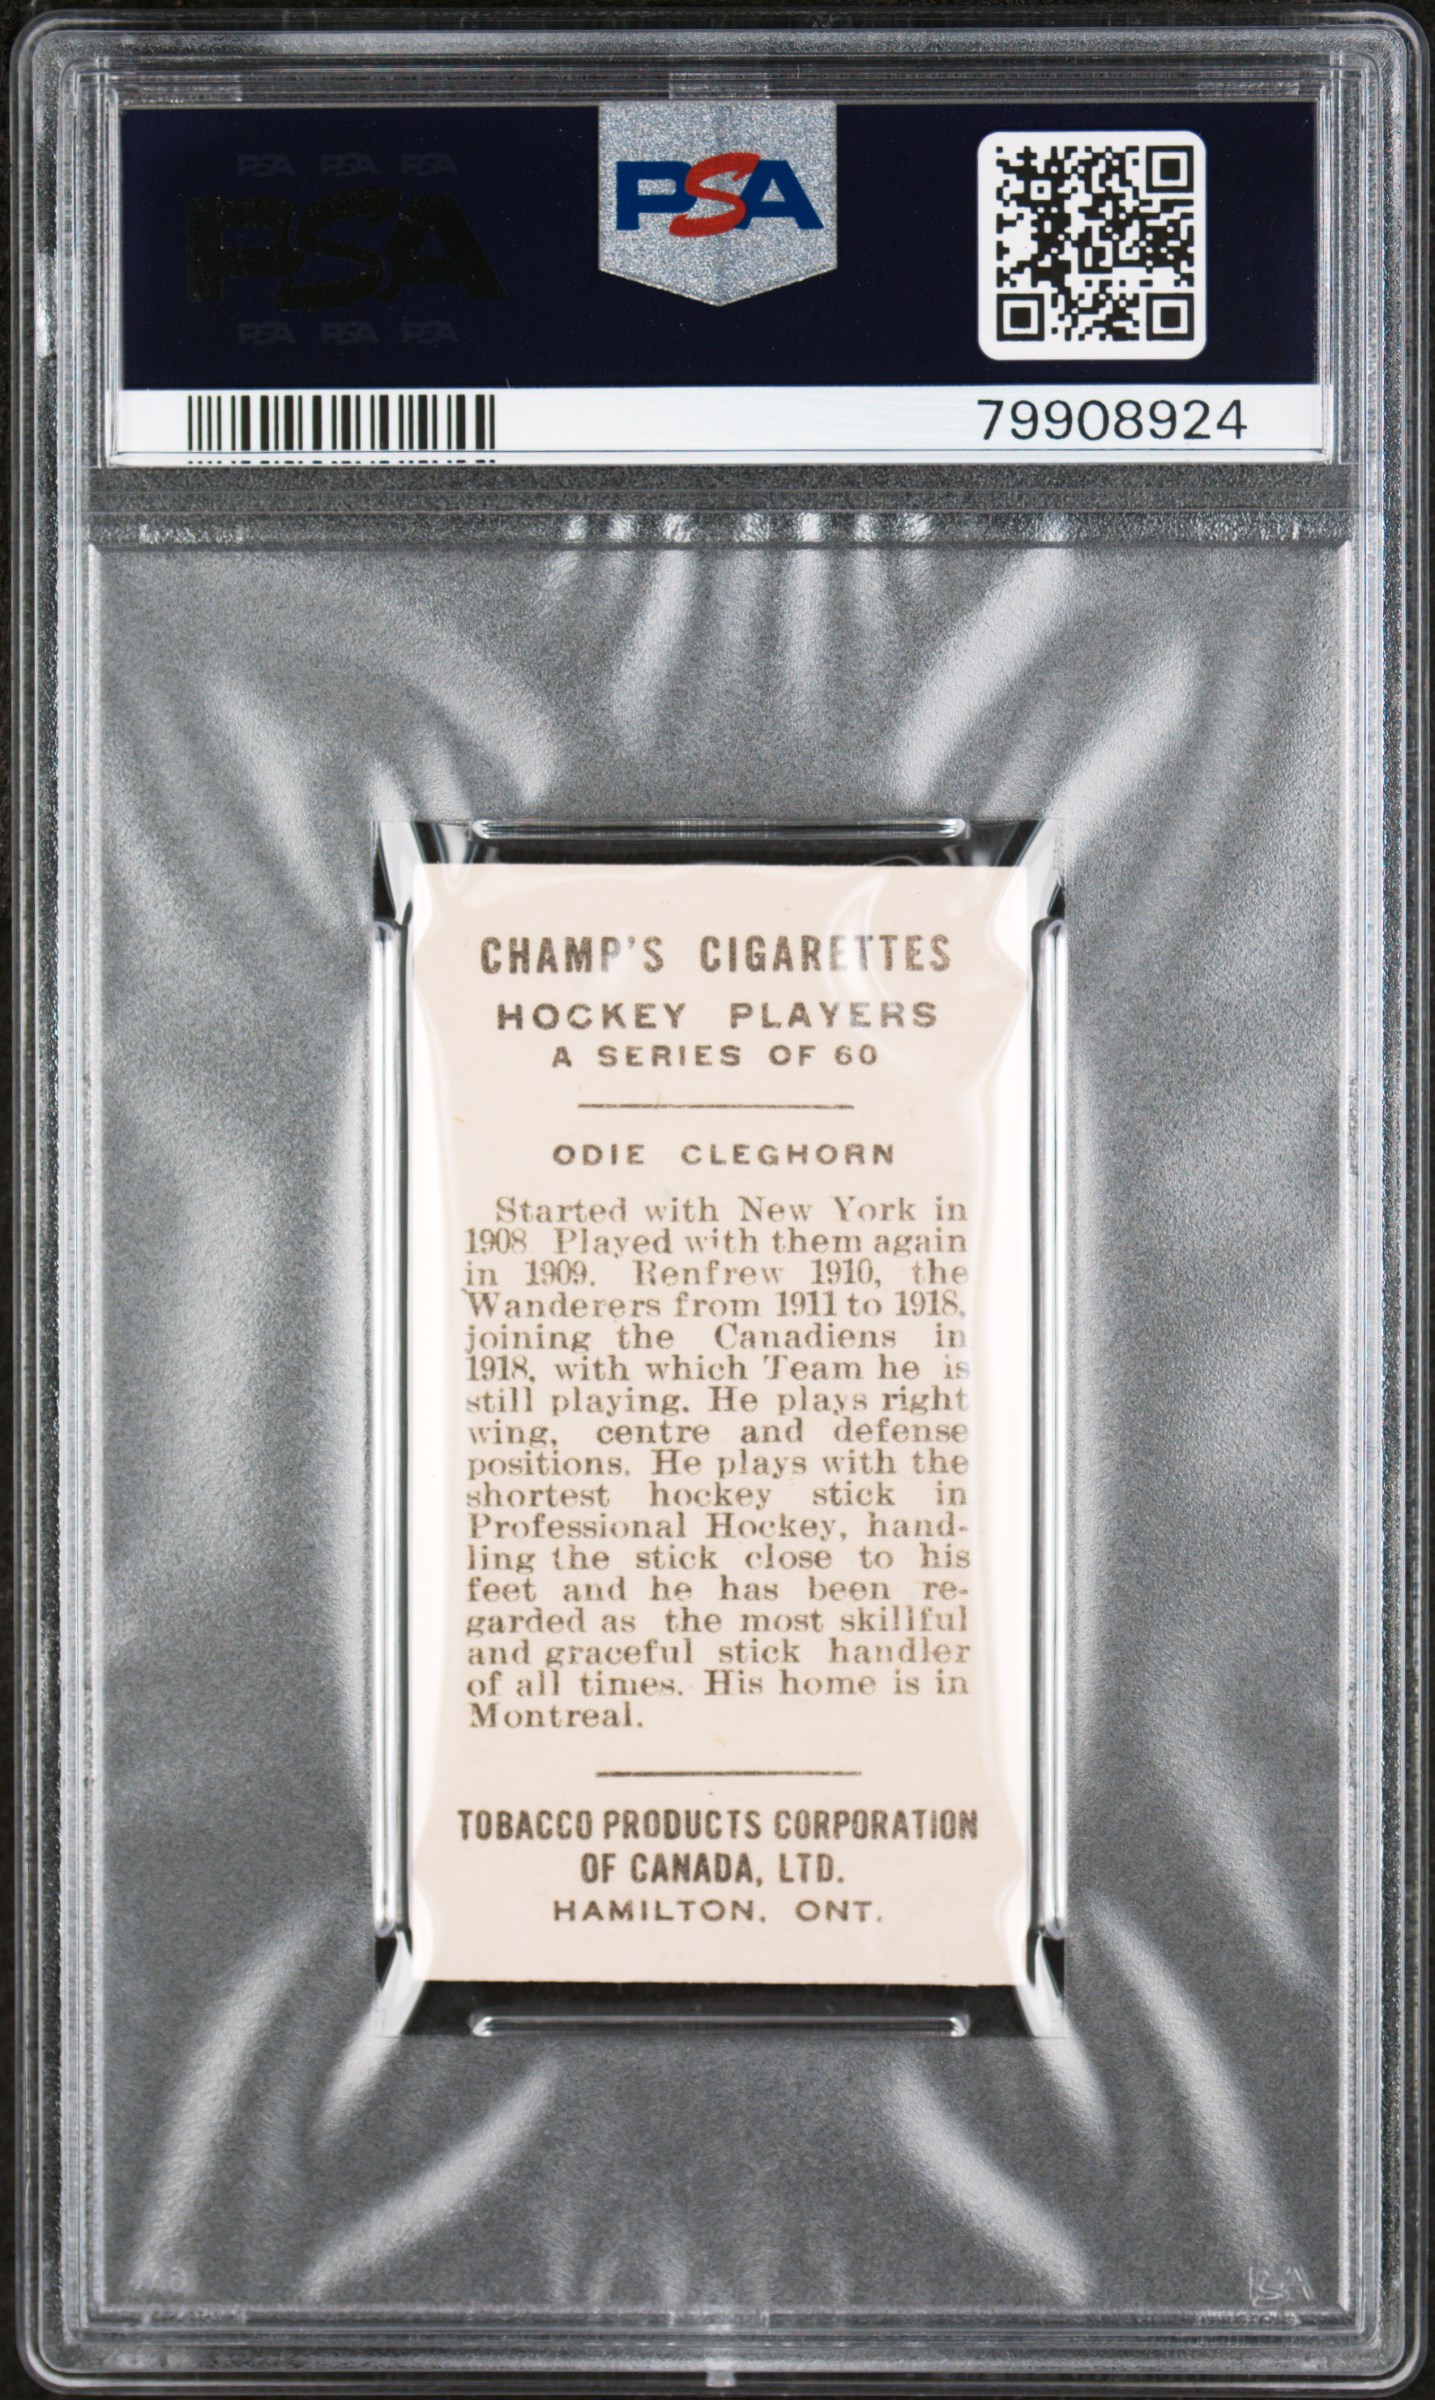 PSA PSA PSA
PSA
PSA PSA PSA
PSA
79908924
CHAMP'S CIGARETTES
HOCKEY PLAYERS
A SERIES OF 60
ODIE CLEGHORN
Started with New York in
1908 Played with them again
in 1909. Renfrew 1910, the
Wanderers from 1911 to 1918,
joining the Canadiens in
1918, with which Team he is
still playing. He plays right
wing, centre and defense
positions. He plays with the
shortest hockey stick in
Professional Hockey, hand-
ling the stick close to his
feet and he has been re-
garded as the most skillful
and graceful stick handler
of all times. His home is in
Montreal.
TOBACCO PRODUCTS CORPORATION
OF CANADA, LTD.
HAMILTON, ONT.
PSA